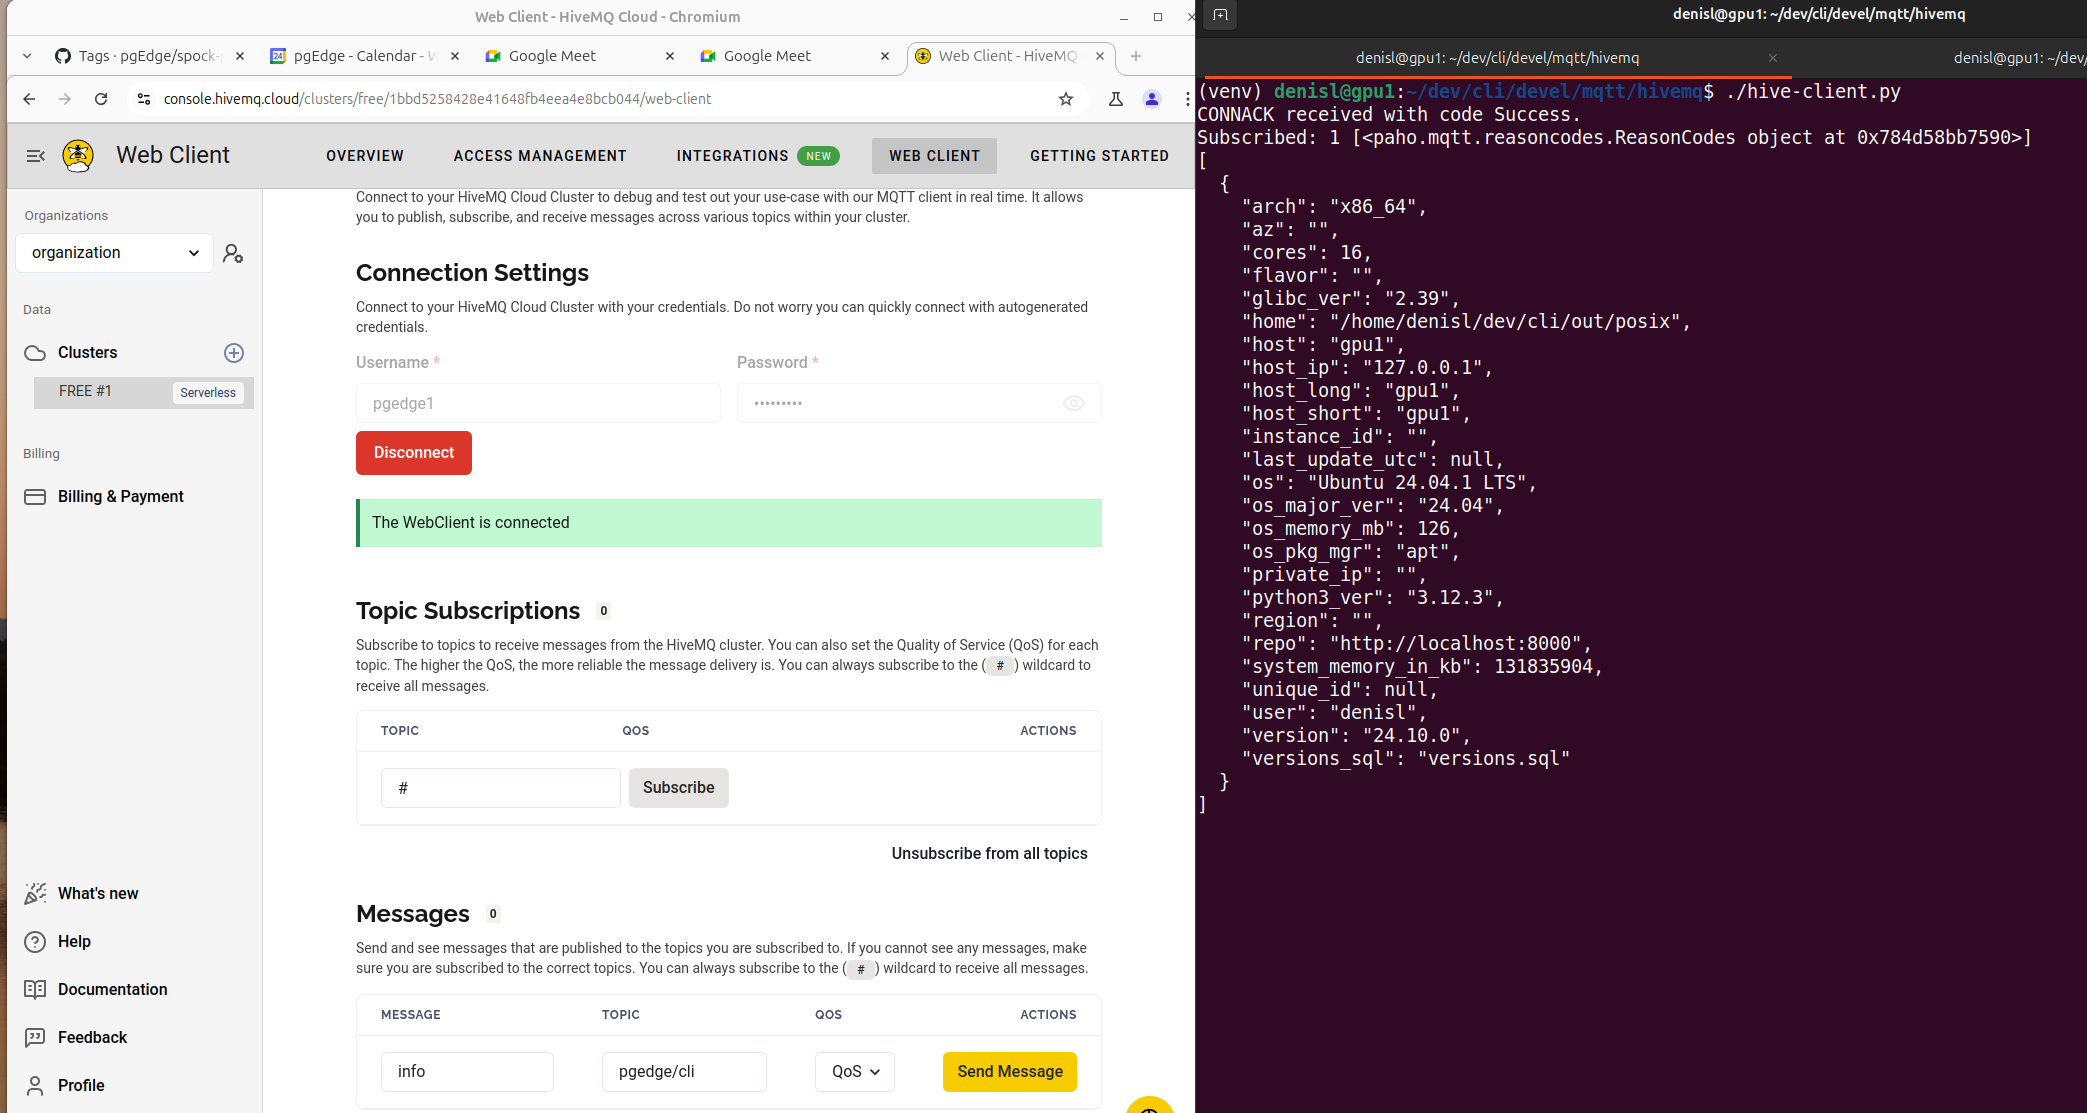 Web Client - HiveMQ Cloud - Chromium
Tags · pgEdge/spock-
pgEdge - Calendar - W
Google Meet
Google Meet
Web Client - HiveMQ
console.hivemq.cloud/clusters/free/1bbd5258428e41648fb4eea4e8bcb044/web-client
Web Client
OVERVIEW
ACCESS MANAGEMENT
INTEGRATIONS NEW
WEB CLIENT
GETTING STARTED
Organizations
organization
Data
Clusters
FREE #1 Serverless
Billing
Billing & Payment
What's new
Help
Documentation
Feedback
Profile
Connect to your HiveMQ Cloud Cluster to debug and test out your use-case with our MQTT client in real time. It allows
you to publish, subscribe, and receive messages across various topics within your cluster.
Connection Settings
Connect to your HiveMQ Cloud Cluster with your credentials. Do not worry you can quickly connect with autogenerated
credentials.
Username * Password *
pgedge1 •••••••••
Disconnect
The WebClient is connected
Topic Subscriptions 0
Subscribe to topics to receive messages from the HiveMQ cluster. You can also set the Quality of Service (QoS) for each
topic. The higher the QoS, the more reliable the message delivery is. You can always subscribe to the ( # ) wildcard to
receive all messages.
TOPIC QOS ACTIONS
# Subscribe
Unsubscribe from all topics
Messages 0
Send and see messages that are published to the topics you are subscribed to. If you cannot see any messages, make
sure you are subscribed to the correct topics. You can always subscribe to the ( # ) wildcard to receive all messages.
MESSAGE TOPIC QOS ACTIONS
info pgedge/cli QoS Send Message
denisl@gpu1: ~/dev/cli/devel/mqtt/hivemq
denisl@gpu1: ~/dev/cli/devel/mqtt/hivemq
denisl@gpu1: ~/dev/
(venv) denisl@gpu1:~/dev/cli/devel/mqtt/hivemq$ ./hive-client.py
CONNACK received with code Success.
Subscribed: 1 [<paho.mqtt.reasoncodes.ReasonCodes object at 0x784d58bb7590>]
[
  {
    "arch": "x86_64",
    "az": "",
    "cores": 16,
    "flavor": "",
    "glibc_ver": "2.39",
    "home": "/home/denisl/dev/cli/out/posix",
    "host": "gpu1",
    "host_ip": "127.0.0.1",
    "host_long": "gpu1",
    "host_short": "gpu1",
    "instance_id": "",
    "last_update_utc": null,
    "os": "Ubuntu 24.04.1 LTS",
    "os_major_ver": "24.04",
    "os_memory_mb": 126,
    "os_pkg_mgr": "apt",
    "private_ip": "",
    "python3_ver": "3.12.3",
    "region": "",
    "repo": "http://localhost:8000",
    "system_memory_in_kb": 131835904,
    "unique_id": null,
    "user": "denisl",
    "version": "24.10.0",
    "versions_sql": "versions.sql"
  }
]